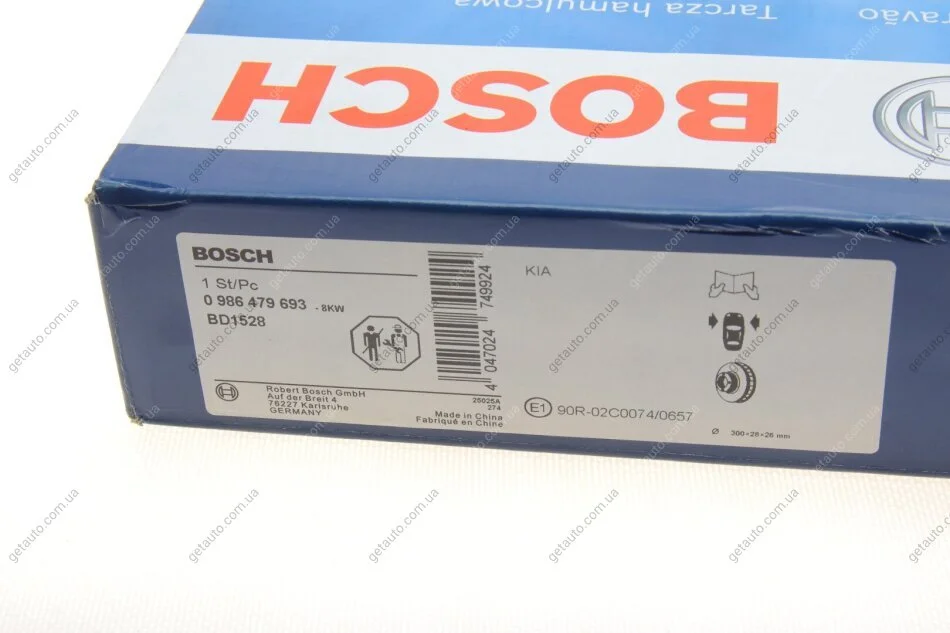 Tarcza hamulcowa
ravão
BOSCH
BOSCH
1 St/Pc
0 986 479 693 - 8KW
BD1528
Robert Bosch GmbH
Auf der Breit 4
76227 Karlsruhe
GERMANY
25025A
274
Made in China
Fabriqué en Chine
4 047024 749924
KIA
E1 90R-02C0074/0657
Ø 300×28×26 mm
getauto.com.ua